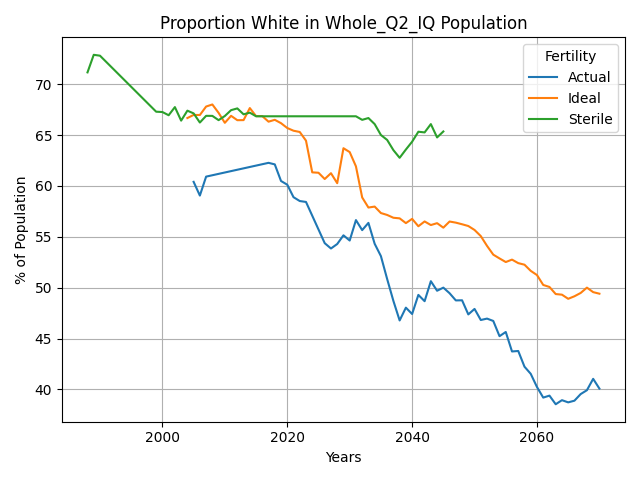 Proportion White in Whole_Q2_IQ Population
Fertility
Actual
Ideal
Sterile
% of Population
70
65
60
55
50
45
40
2000
2020
2040
2060
Years